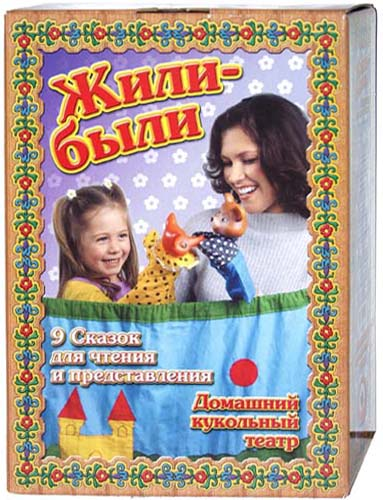 Жили-
были
9 Сказок
для чтения
и представления
Домашний
кукольный
театр